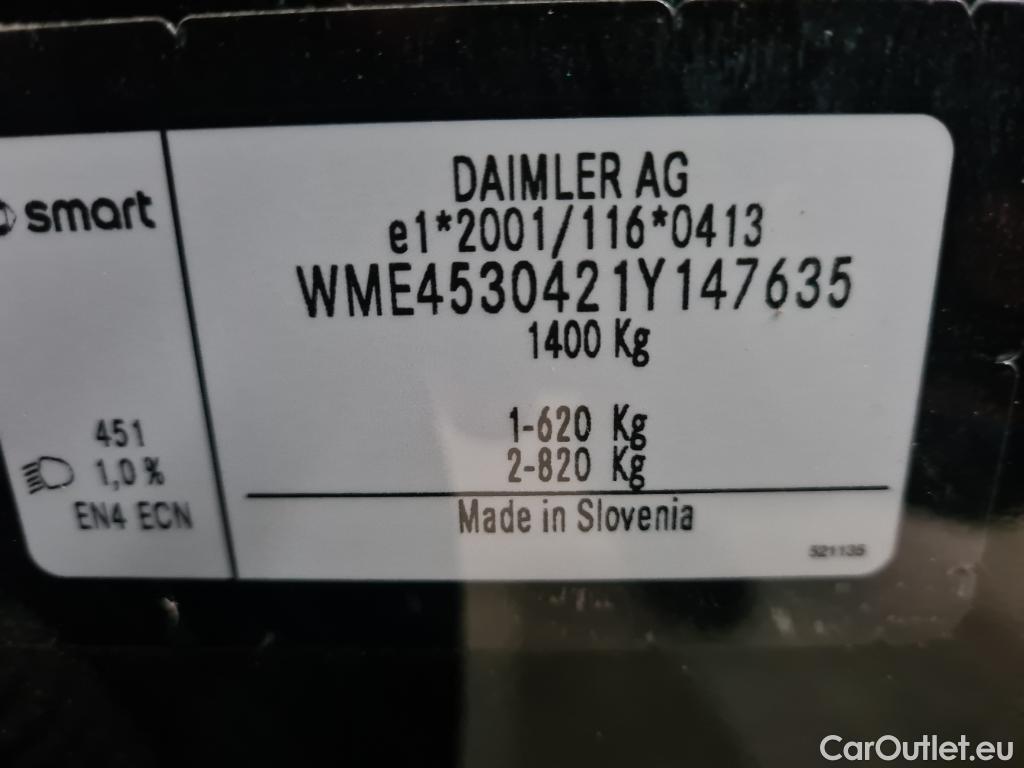 smart
451
1,0 %
EN4 ECN
DAIMLER AG
e1*2001/116*0413
WME4530421Y147635
1400 Kg
1-620 Kg
2-820 Kg
Made in Slovenia
521135
CarOutlet.eu